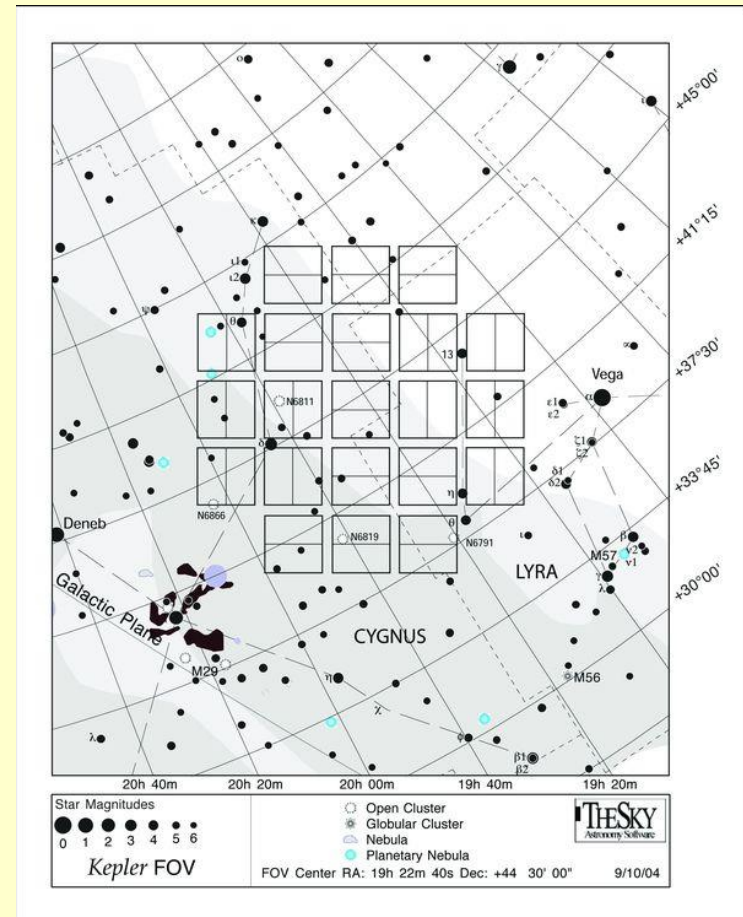 ο
γ
ι
+45°00'
κ
+41°15'
ι1
ι2
ψ
θ
13
∞
+37°30'
Vega
α
N6811
ε1
ε2
ζ1
ζ2
δ
+33°45'
δ1
δ2
η
N6866
θ
Deneb
N6819
N6791
ι
β
ν2
ν1
M57
LYRA
γ
λ
+30°00'
Galactic Plane
CYGNUS
M29
M56
η
χ
λ
φ
β1
β2
20h 40m 20h 20m 20h 00m 19h 40m 19h 20m
Star Magnitudes
0 1 2 3 4 5 6
Kepler FOV
Open Cluster
Globular Cluster
Nebula
Planetary Nebula
FOV Center RA: 19h 22m 40s Dec: +44 30' 00"
THESKY
Astronomy Software
9/10/04